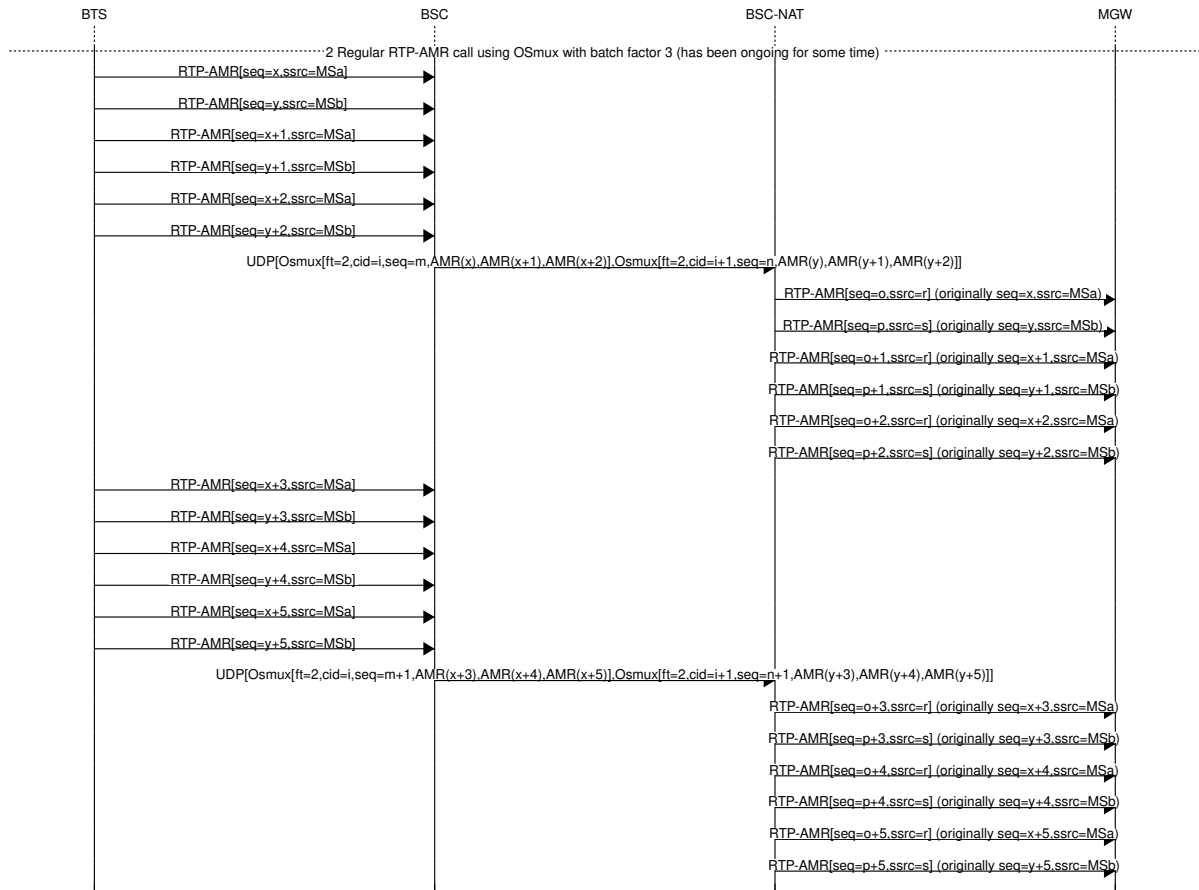 BTS BSC BSC-NAT MGW
2 Regular RTP-AMR call using OSmux with batch factor 3 (has been ongoing for some time)
RTP-AMR[seq=x,ssrc=MSa]
RTP-AMR[seq=y,ssrc=MSb]
RTP-AMR[seq=x+1,ssrc=MSa]
RTP-AMR[seq=y+1,ssrc=MSb]
RTP-AMR[seq=x+2,ssrc=MSa]
RTP-AMR[seq=y+2,ssrc=MSb]
UDP[Osmux[ft=2,cid=i,seq=m,AMR(x),AMR(x+1),AMR(x+2)],Osmux[ft=2,cid=i+1,seq=n,AMR(y),AMR(y+1),AMR(y+2)]]
RTP-AMR[seq=o,ssrc=r] (originally seq=x,ssrc=MSa)
RTP-AMR[seq=p,ssrc=s] (originally seq=y,ssrc=MSb)
RTP-AMR[seq=o+1,ssrc=r] (originally seq=x+1,ssrc=MSa)
RTP-AMR[seq=p+1,ssrc=s] (originally seq=y+1,ssrc=MSb)
RTP-AMR[seq=o+2,ssrc=r] (originally seq=x+2,ssrc=MSa)
RTP-AMR[seq=p+2,ssrc=s] (originally seq=y+2,ssrc=MSb)
RTP-AMR[seq=x+3,ssrc=MSa]
RTP-AMR[seq=y+3,ssrc=MSb]
RTP-AMR[seq=x+4,ssrc=MSa]
RTP-AMR[seq=y+4,ssrc=MSb]
RTP-AMR[seq=x+5,ssrc=MSa]
RTP-AMR[seq=y+5,ssrc=MSb]
UDP[Osmux[ft=2,cid=i,seq=m+1,AMR(x+3),AMR(x+4),AMR(x+5)],Osmux[ft=2,cid=i+1,seq=n+1,AMR(y+3),AMR(y+4),AMR(y+5)]]
RTP-AMR[seq=o+3,ssrc=r] (originally seq=x+3,ssrc=MSa)
RTP-AMR[seq=p+3,ssrc=s] (originally seq=y+3,ssrc=MSb)
RTP-AMR[seq=o+4,ssrc=r] (originally seq=x+4,ssrc=MSa)
RTP-AMR[seq=p+4,ssrc=s] (originally seq=y+4,ssrc=MSb)
RTP-AMR[seq=o+5,ssrc=r] (originally seq=x+5,ssrc=MSa)
RTP-AMR[seq=p+5,ssrc=s] (originally seq=y+5,ssrc=MSb)